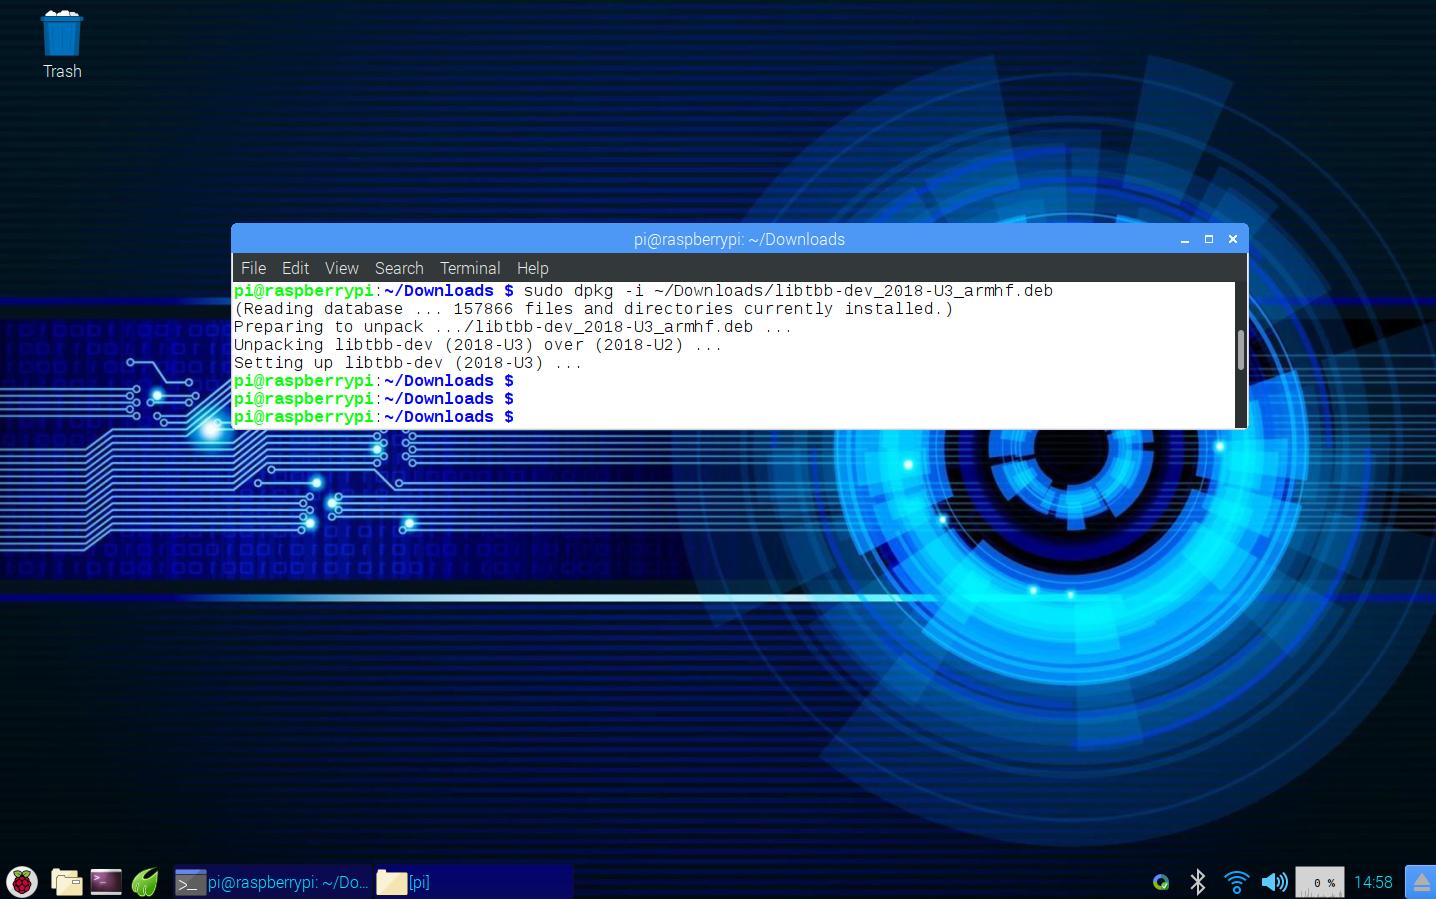 Trash
pi@raspberrypi: ~/Downloads
File Edit View Search Terminal Help
pi@raspberrypi:~/Downloads $ sudo dpkg -i ~/Downloads/libtbb-dev_2018-U3_armhf.deb
(Reading database ... 157866 files and directories currently installed.)
Preparing to unpack .../libtbb-dev_2018-U3_armhf.deb ...
Unpacking libtbb-dev (2018-U3) over (2018-U2) ...
Setting up libtbb-dev (2018-U3) ...
pi@raspberrypi:~/Downloads $
pi@raspberrypi:~/Downloads $
pi@raspberrypi:~/Downloads $
pi@raspberrypi: ~/Do... [pi] 0 % 14:58